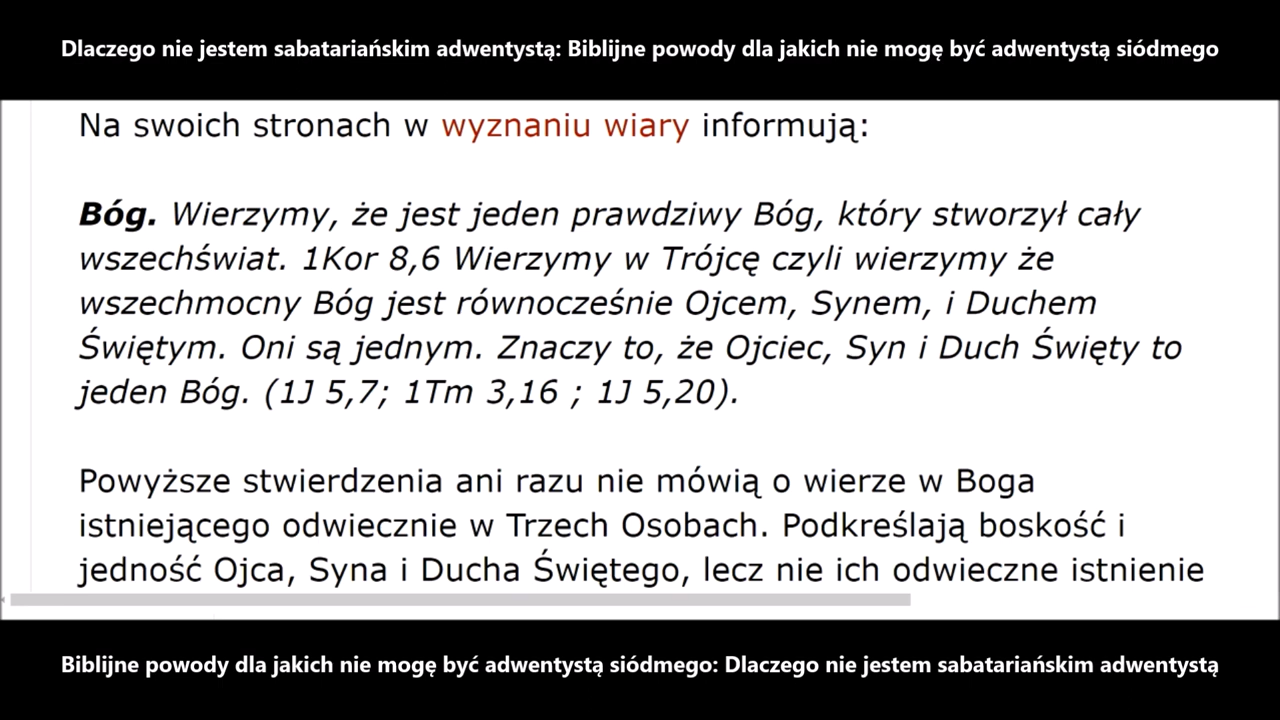 Dlaczego nie jestem sabatariańskim adwentystą: Biblijne powody dla jakich nie mogę być adwentystą siódmego
Na swoich stronach w wyznaniu wiary informują:
Bóg. Wierzymy, że jest jeden prawdziwy Bóg, który stworzył cały
wszechświat. 1Kor 8,6 Wierzymy w Trójcę czyli wierzymy że
wszechmocny Bóg jest równocześnie Ojcem, Synem, i Duchem
Świętym. Oni są jednym. Znaczy to, że Ojciec, Syn i Duch Święty to
jeden Bóg. (1J 5,7; 1Tm 3,16 ; 1J 5,20).
Powyższe stwierdzenia ani razu nie mówią o wierze w Boga
istniejącego odwiecznie w Trzech Osobach. Podkreślają boskość i
jedność Ojca, Syna i Ducha Świętego, lecz nie ich odwieczne istnienie
Biblijne powody dla jakich nie mogę być adwentystą siódmego: Dlaczego nie jestem sabatariańskim adwentystą